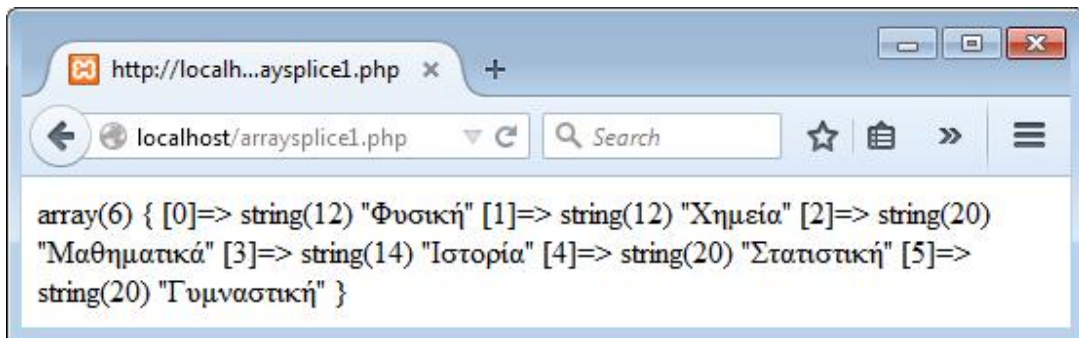 http://localh...aysplice1.php
localhost/arraysplice1.php
Search
array(6) { [0]=> string(12) "Φυσική" [1]=> string(12) "Χημεία" [2]=> string(20)
"Μαθηματικά" [3]=> string(14) "Ιστορία" [4]=> string(20) "Στατιστική" [5]=>
string(20) "Γυμναστική" }